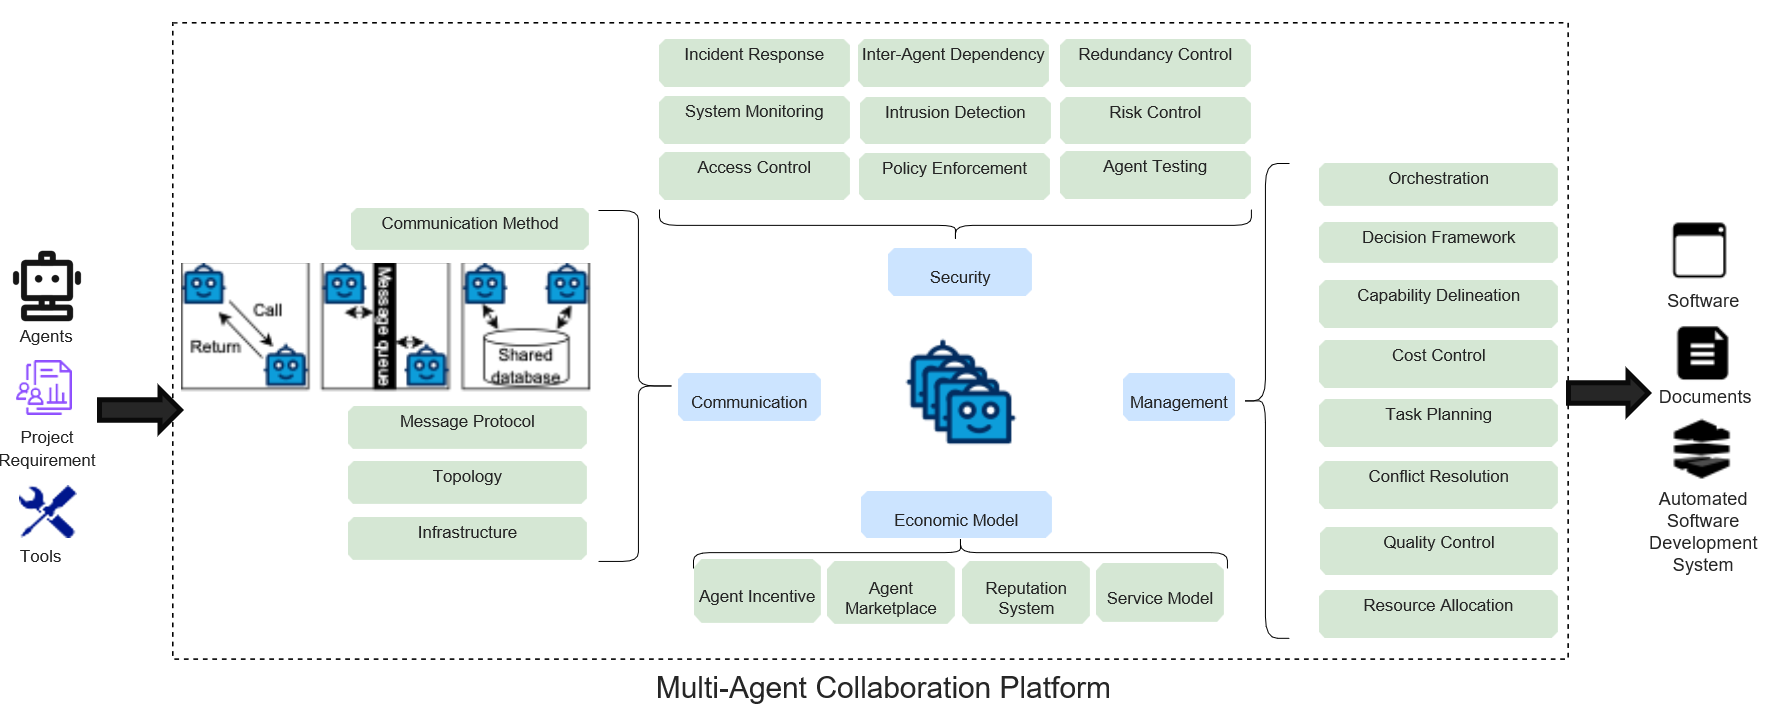 Incident Response
Inter-Agent Dependency
Redundancy Control
System Monitoring
Intrusion Detection
Risk Control
Access Control
Policy Enforcement
Agent Testing
Security
Agents
Project
Requirement
Tools
Communication Method
Call
Return
Message queue
Shared
database
Message Protocol
Topology
Infrastructure
Communication
Management
Economic Model
Agent Incentive
Agent
Marketplace
Reputation
System
Service Model
Orchestration
Decision Framework
Capability Delineation
Cost Control
Task Planning
Conflict Resolution
Quality Control
Resource Allocation
Software
Documents
Automated
Software
Development
System
Multi-Agent Collaboration Platform